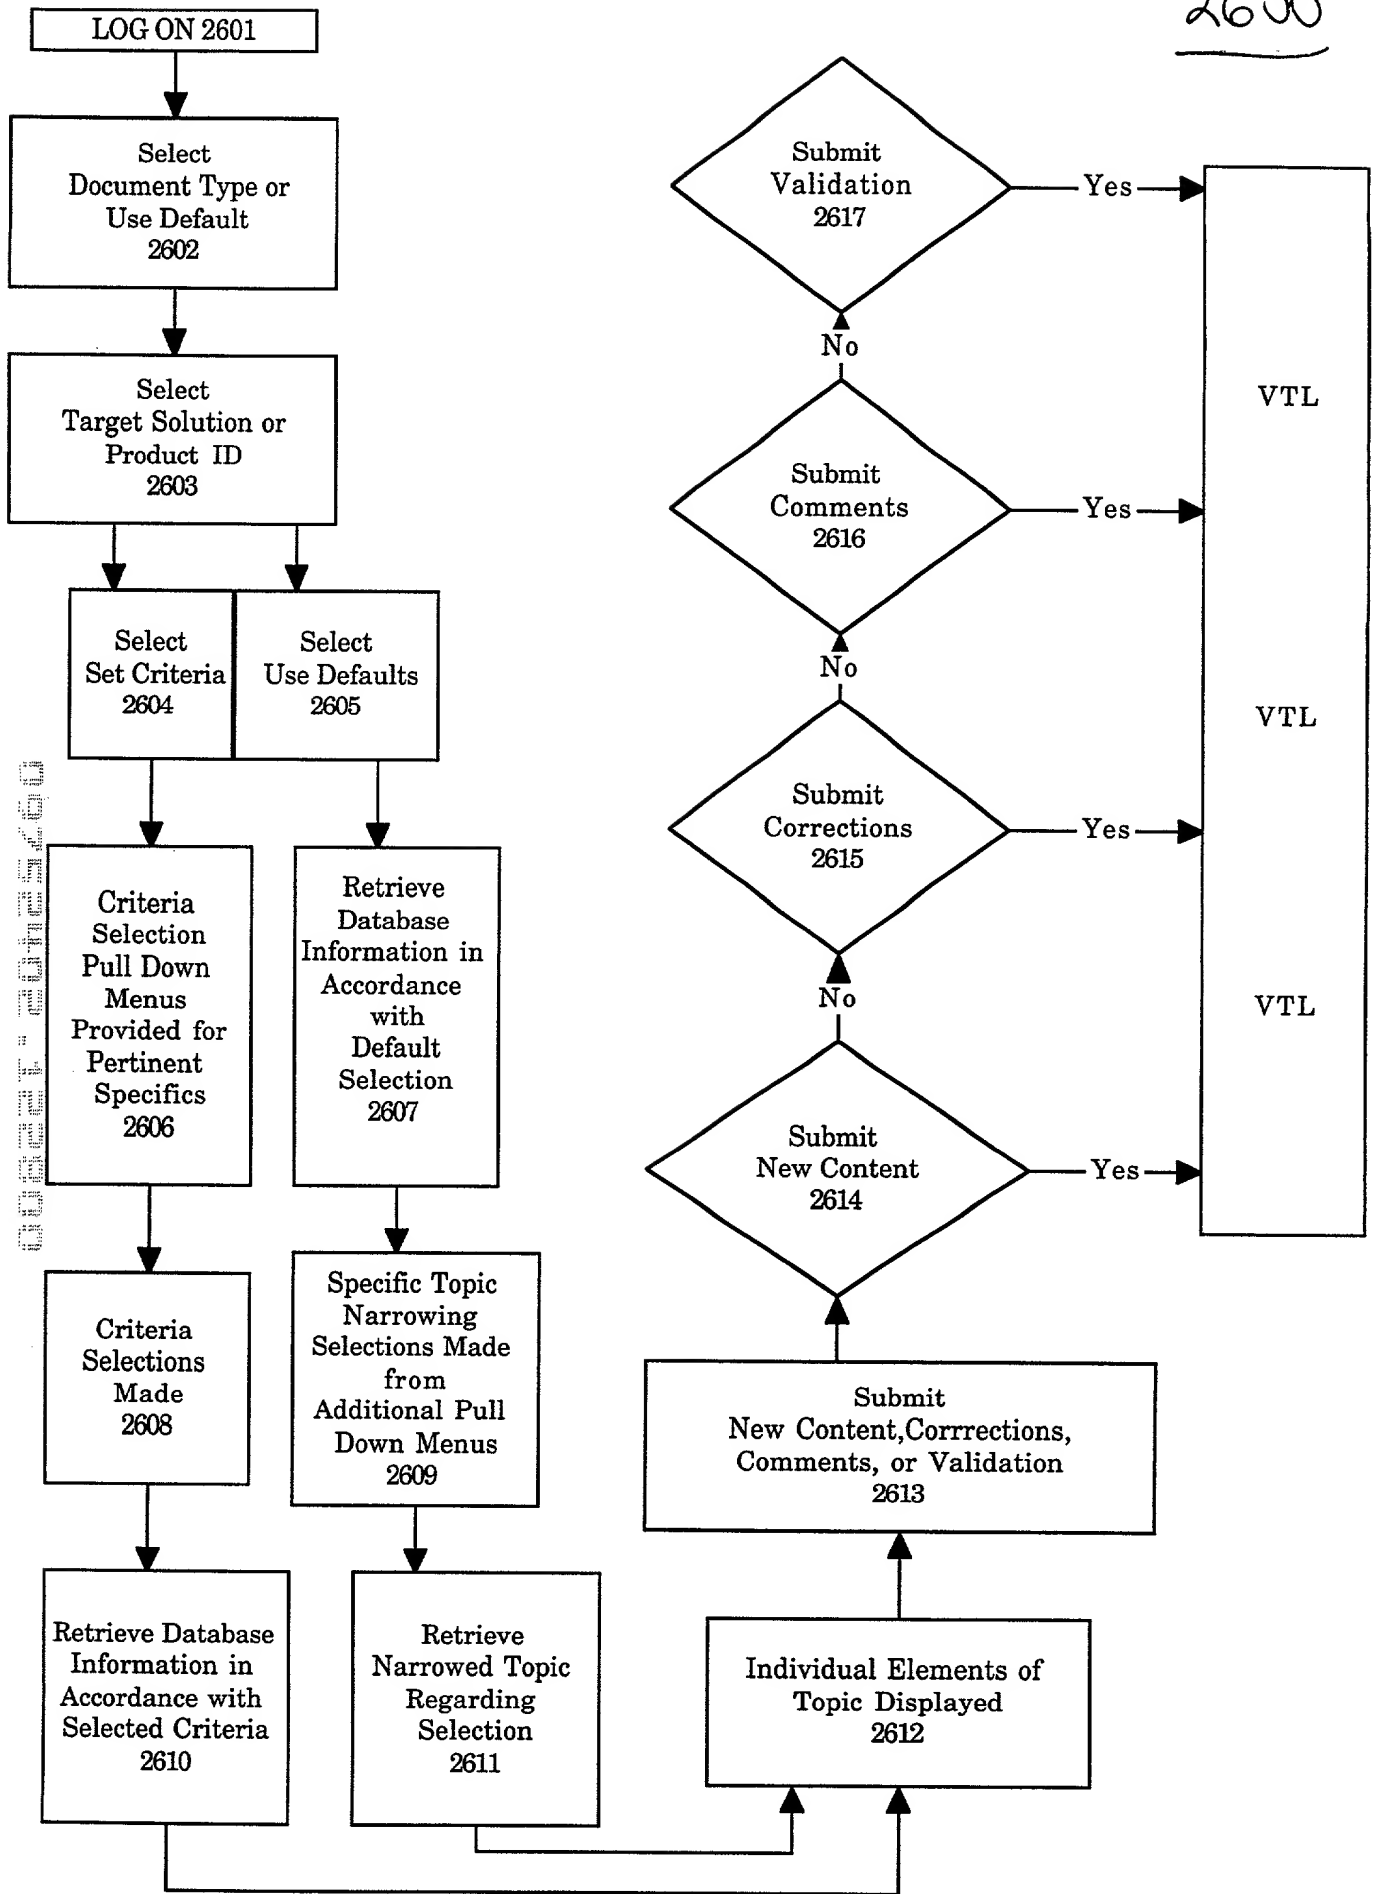 2600
LOG ON 2601
Select
Document Type or
Use Default
2602
Select
Target Solution or
Product ID
2603
Select
Set Criteria
2604
Select
Use Defaults
2605
Criteria
Selection
Pull Down
Menus
Provided for
Pertinent
Specifics
2606
Retrieve
Database
Information in
Accordance
with
Default
Selection
2607
Criteria
Selections
Made
2608
Specific Topic
Narrowing
Selections Made
from
Additional Pull
Down Menus
2609
Retrieve Database
Information in
Accordance with
Selected Criteria
2610
Retrieve
Narrowed Topic
Regarding
Selection
2611
Individual Elements of
Topic Displayed
2612
Submit
New Content,Corrrections,
Comments, or Validation
2613
Submit
New Content
2614
Yes
No
Submit
Corrections
2615
Yes
No
Submit
Comments
2616
Yes
No
Submit
Validation
2617
Yes
VTL
VTL
VTL